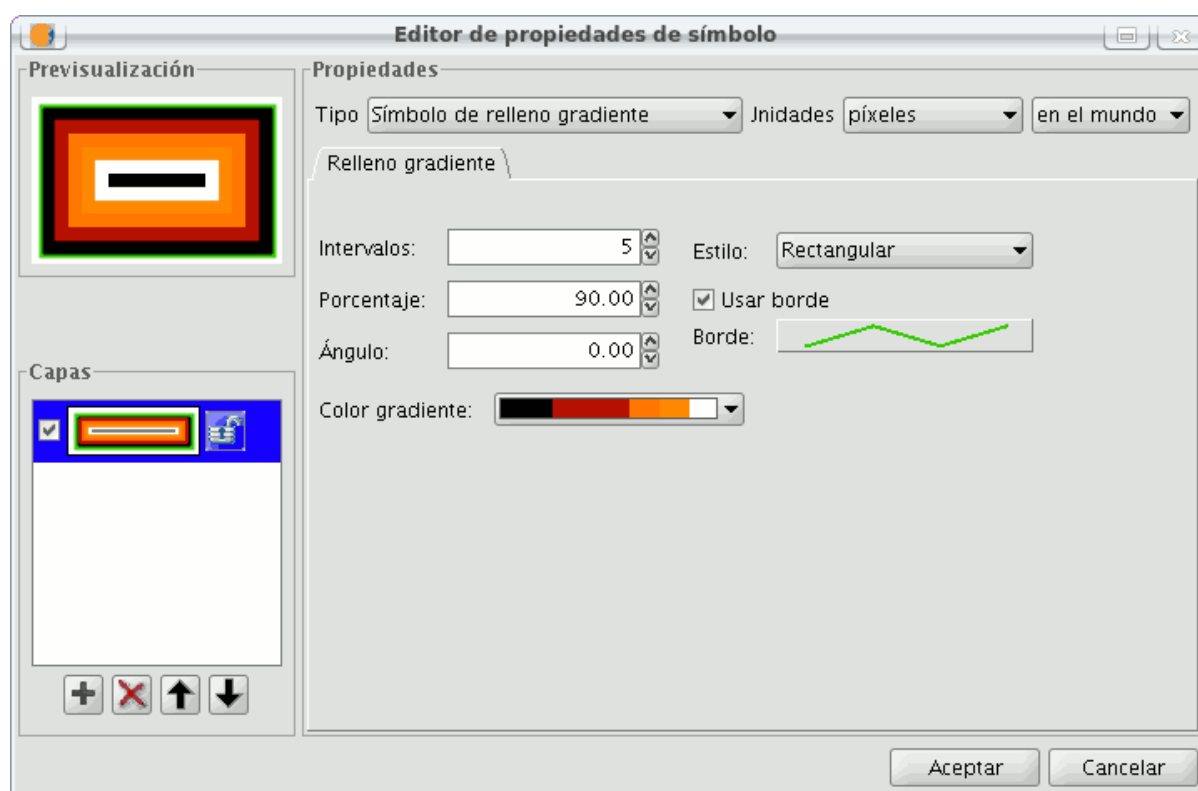 Editor de propiedades de símbolo
Previsualización
Propiedades
Tipo Símbolo de relleno gradiente Jnidades píxeles en el mundo
Relleno gradiente
Intervalos: 5 Estilo: Rectangular
Porcentaje: 90.00 Usar borde
Ángulo: 0.00 Borde:
Capas
Color gradiente:
Aceptar Cancelar